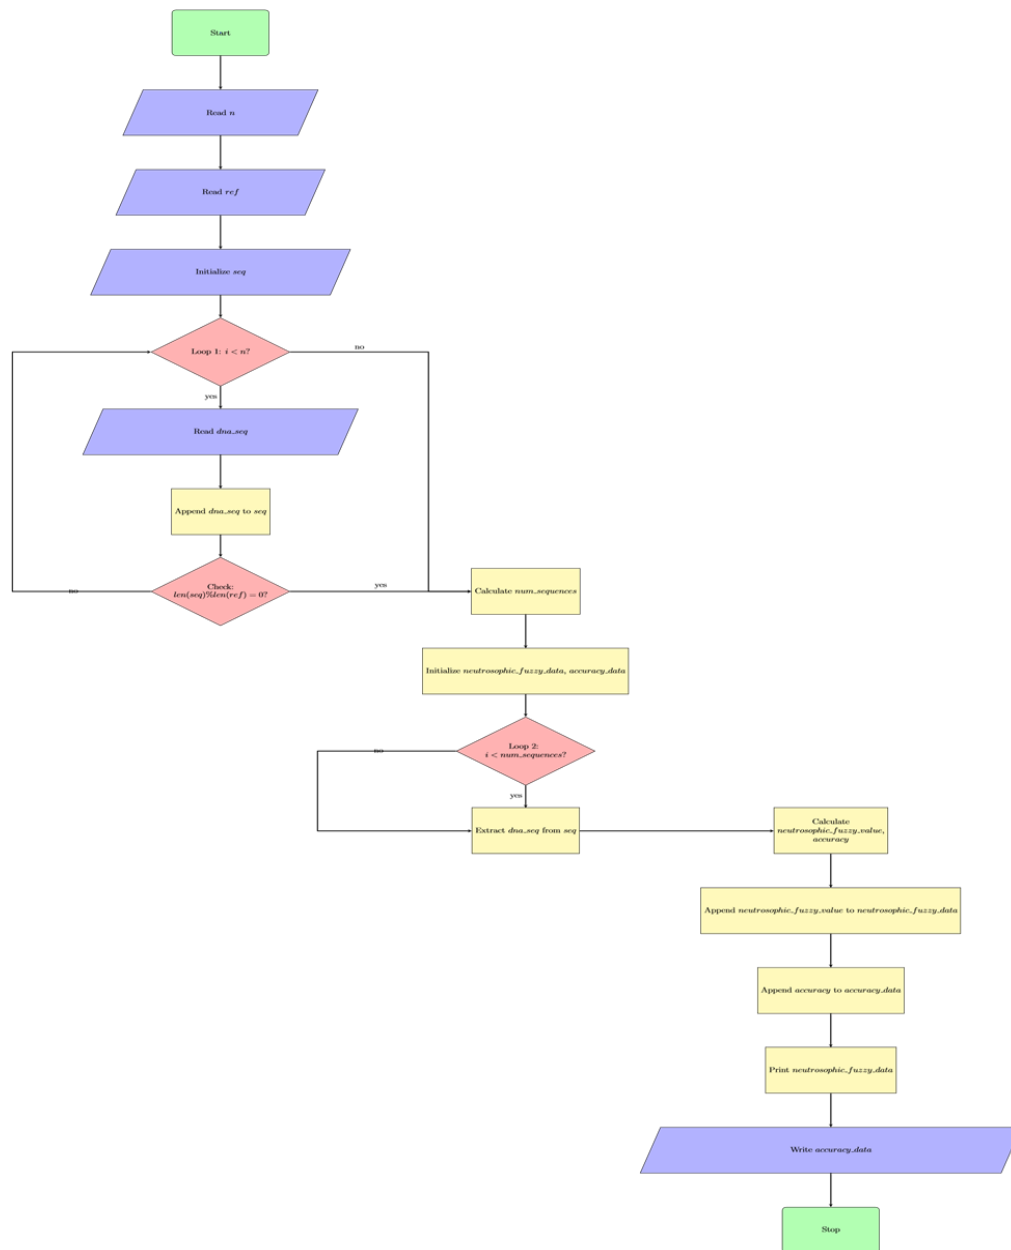 Start
Read n
Read ref
Initialize seq
Loop 1: i < n?
no
yes
Read dna_seq
Append dna_seq to seq
Check:
len(seq)%len(ref) = 0?
no
yes
Calculate num_sequences
Initialize neutrosophic_fuzzy_data, accuracy_data
Loop 2:
i < num_sequences?
no
yes
Extract dna_seq from seq
Calculate
neutrosophic_fuzzy_value,
accuracy
Append neutrosophic_fuzzy_value to neutrosophic_fuzzy_data
Append accuracy to accuracy_data
Print neutrosophic_fuzzy_data
Write accuracy_data
Stop